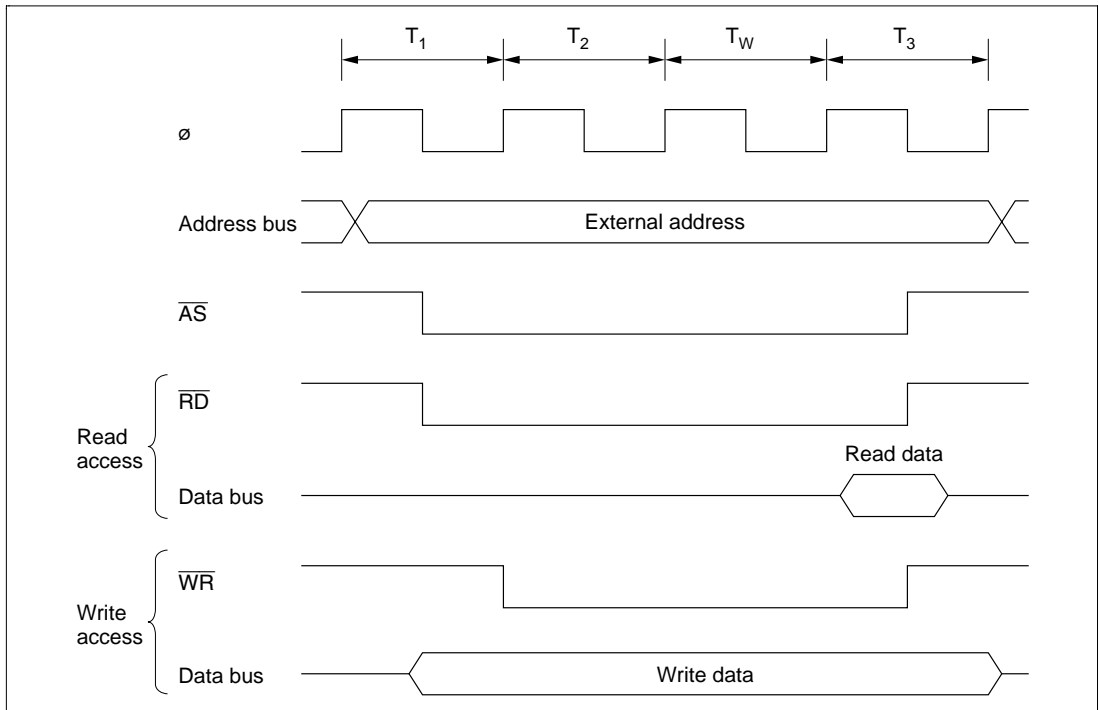 T1 T2 TW T3
ø
Address bus External address
AS
RD
Read access
Read data
Data bus
WR
Write access
Data bus Write data